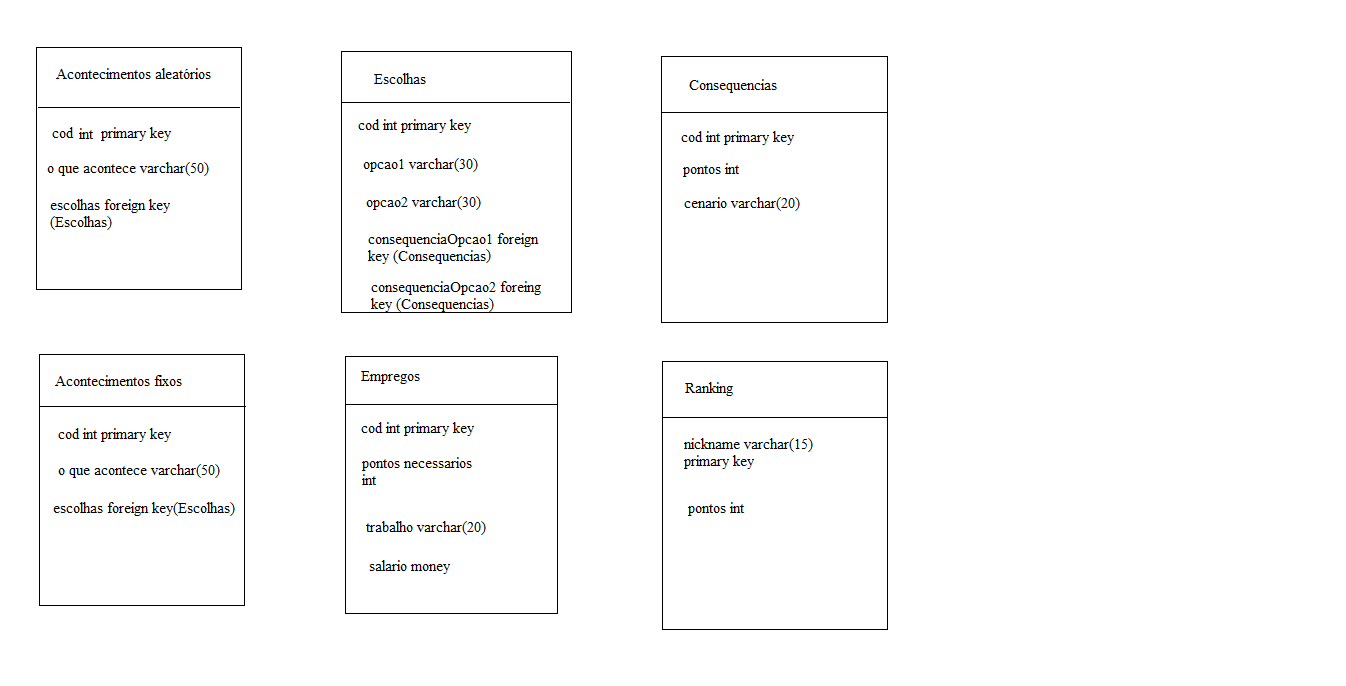 Acontecimentos aleatórios
cod int primary key
o que acontece varchar(50)
escolhas foreign key
(Escolhas)
Escolhas
cod int primary key
opcao1 varchar(30)
opcao2 varchar(30)
consequenciaOpcao1 foreign
key (Consequencias)
consequenciaOpcao2 foreing
key (Consequencias)
Consequencias
cod int primary key
pontos int
cenario varchar(20)
Acontecimentos fixos
cod int primary key
o que acontece varchar(50)
escolhas foreign key(Escolhas)
Empregos
cod int primary key
pontos necessarios
int
trabalho varchar(20)
salario money
Ranking
nickname varchar(15)
primary key
pontos int